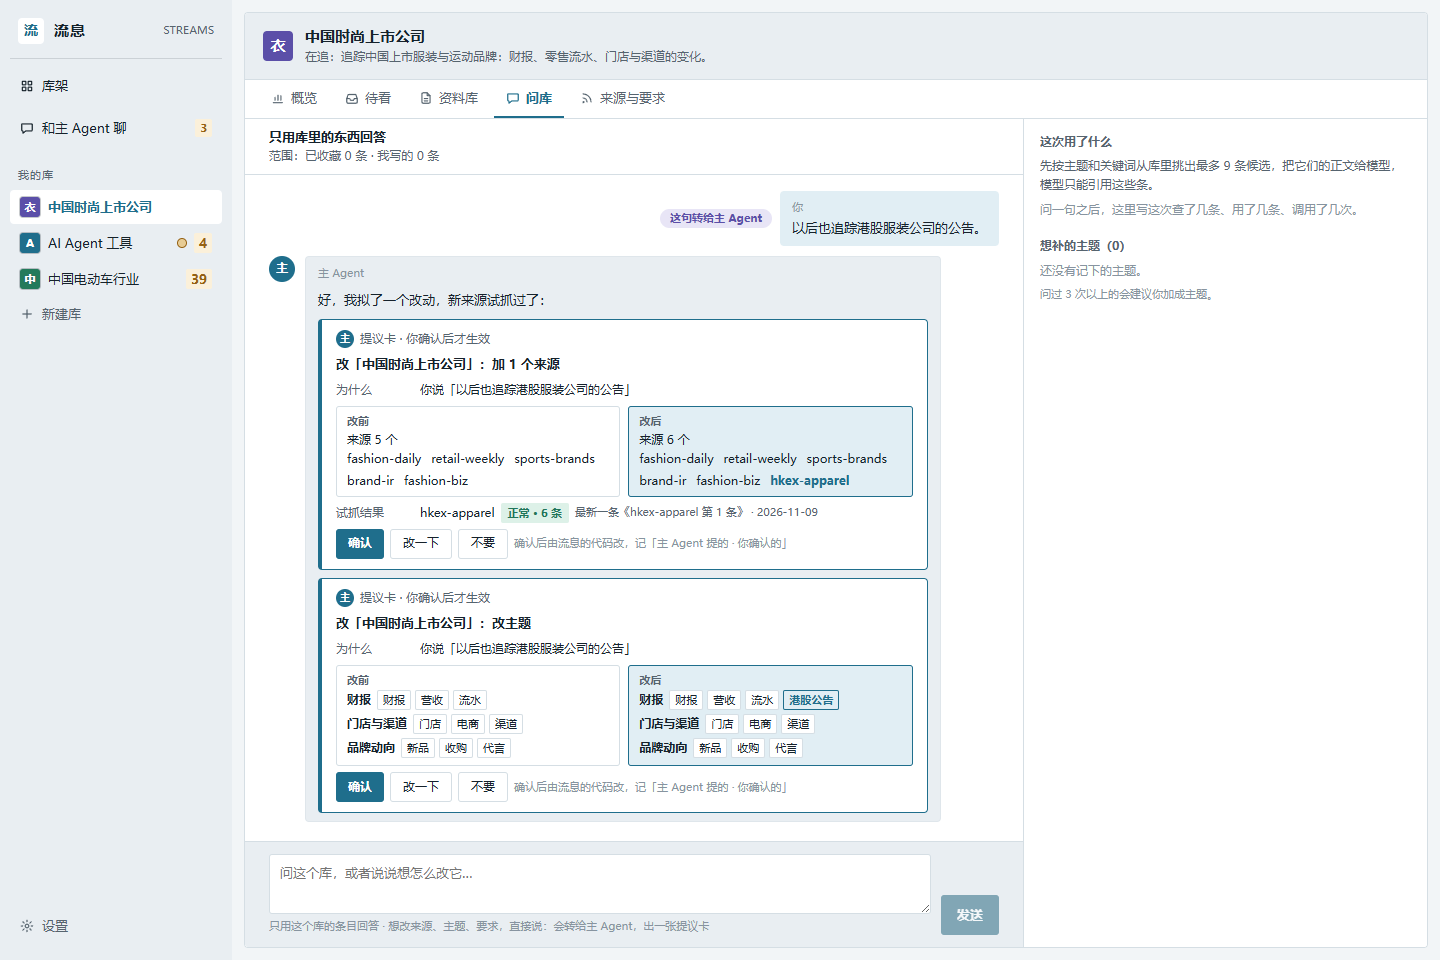 流 流息 STREAMS
库架
和主 Agent 聊 3
我的库
衣 中国时尚上市公司
A AI Agent 工具 4
中 中国电动车行业 39
新建库
设置
衣 中国时尚上市公司
在追：追踪中国上市服装与运动品牌：财报、零售流水、门店与渠道的变化。
概览 待看 资料库 问库 来源与要求
只用库里的东西回答
范围：已收藏 0 条 · 我写的 0 条
这句转给主 Agent
你
以后也追踪港股服装公司的公告。
主 主 Agent
好，我拟了一个改动，新来源试抓过了：
主 提议卡 · 你确认后才生效
改「中国时尚上市公司」：加 1 个来源
为什么 你说「以后也追踪港股服装公司的公告」
改前
来源 5 个
fashion-daily retail-weekly sports-brands
brand-ir fashion-biz
改后
来源 6 个
fashion-daily retail-weekly sports-brands
brand-ir fashion-biz hkex-apparel
试抓结果 hkex-apparel 正常 • 6 条 最新一条《hkex-apparel 第 1 条》 · 2026-11-09
确认 改一下 不要 确认后由流息的代码改，记「主 Agent 提的 · 你确认的」
主 提议卡 · 你确认后才生效
改「中国时尚上市公司」：改主题
为什么 你说「以后也追踪港股服装公司的公告」
改前
财报 财报 营收 流水
门店与渠道 门店 电商 渠道
品牌动向 新品 收购 代言
改后
财报 财报 营收 流水 港股公告
门店与渠道 门店 电商 渠道
品牌动向 新品 收购 代言
确认 改一下 不要 确认后由流息的代码改，记「主 Agent 提的 · 你确认的」
问这个库，或者说说想怎么改它...
发送
只用这个库的条目回答 · 想改来源、主题、要求，直接说：会转给主 Agent，出一张提议卡
这次用了什么
先按主题和关键词从库里挑出最多 9 条候选，把它们的正文给模型，
模型只能引用这些条。
问一句之后，这里写这次查了几条、用了几条、调用了几次。
想补的主题（0）
还没有记下的主题。
问过 3 次以上的会建议你加成主题。